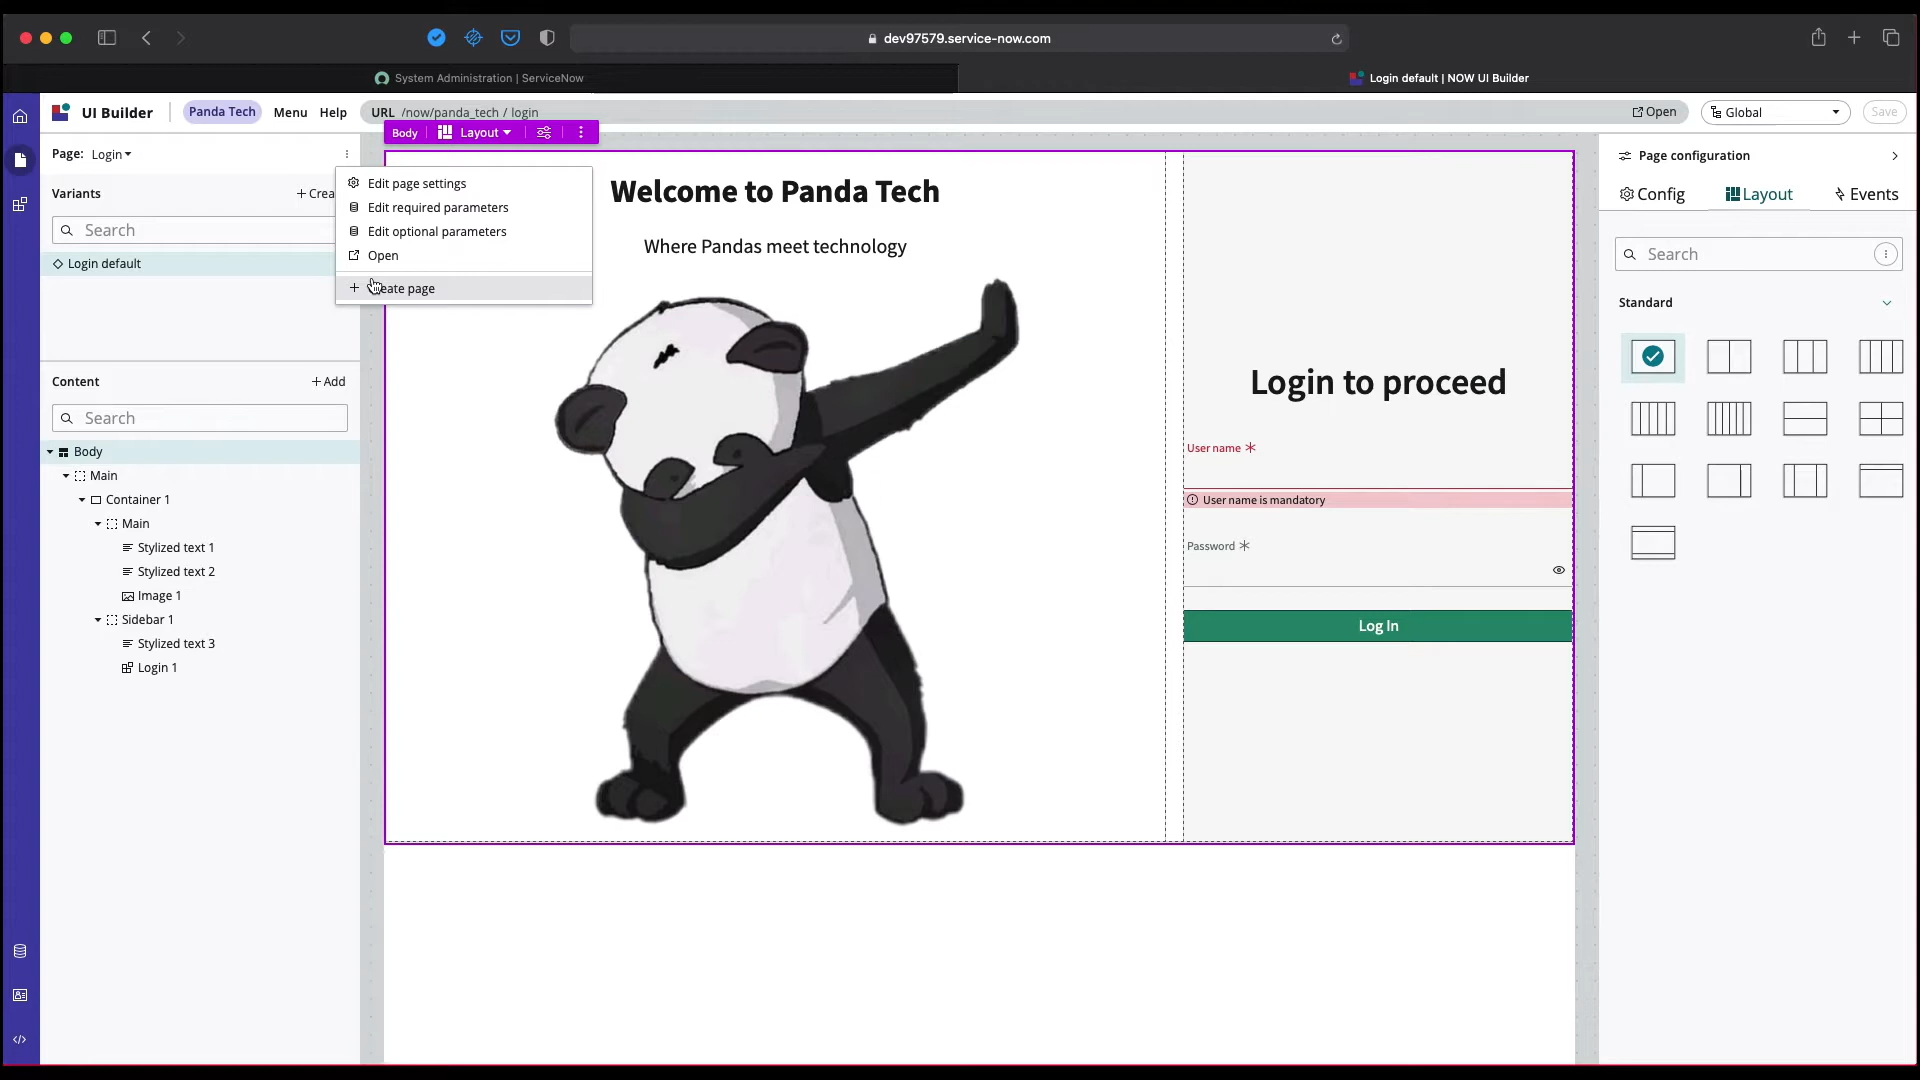 dev97579.service-now.com
System Administration | ServiceNow
Login default | NOW UI Builder
UI Builder
Panda Tech
Menu
Help
URL /now/panda_tech / login
Open
Global
Save
Body
Layout
Page: Login
Variants
Search
Login default
Edit page settings
Edit required parameters
Edit optional parameters
Open
page
Content
+ Add
Search
Body
Main
Container 1
Main
Stylized text 1
Stylized text 2
Image 1
Sidebar 1
Stylized text 3
Login 1
Welcome to Panda Tech
Where Pandas meet technology
Login to proceed
User name
User name is mandatory
Password
Log In
Page configuration
Config
Layout
Events
Search
Standard